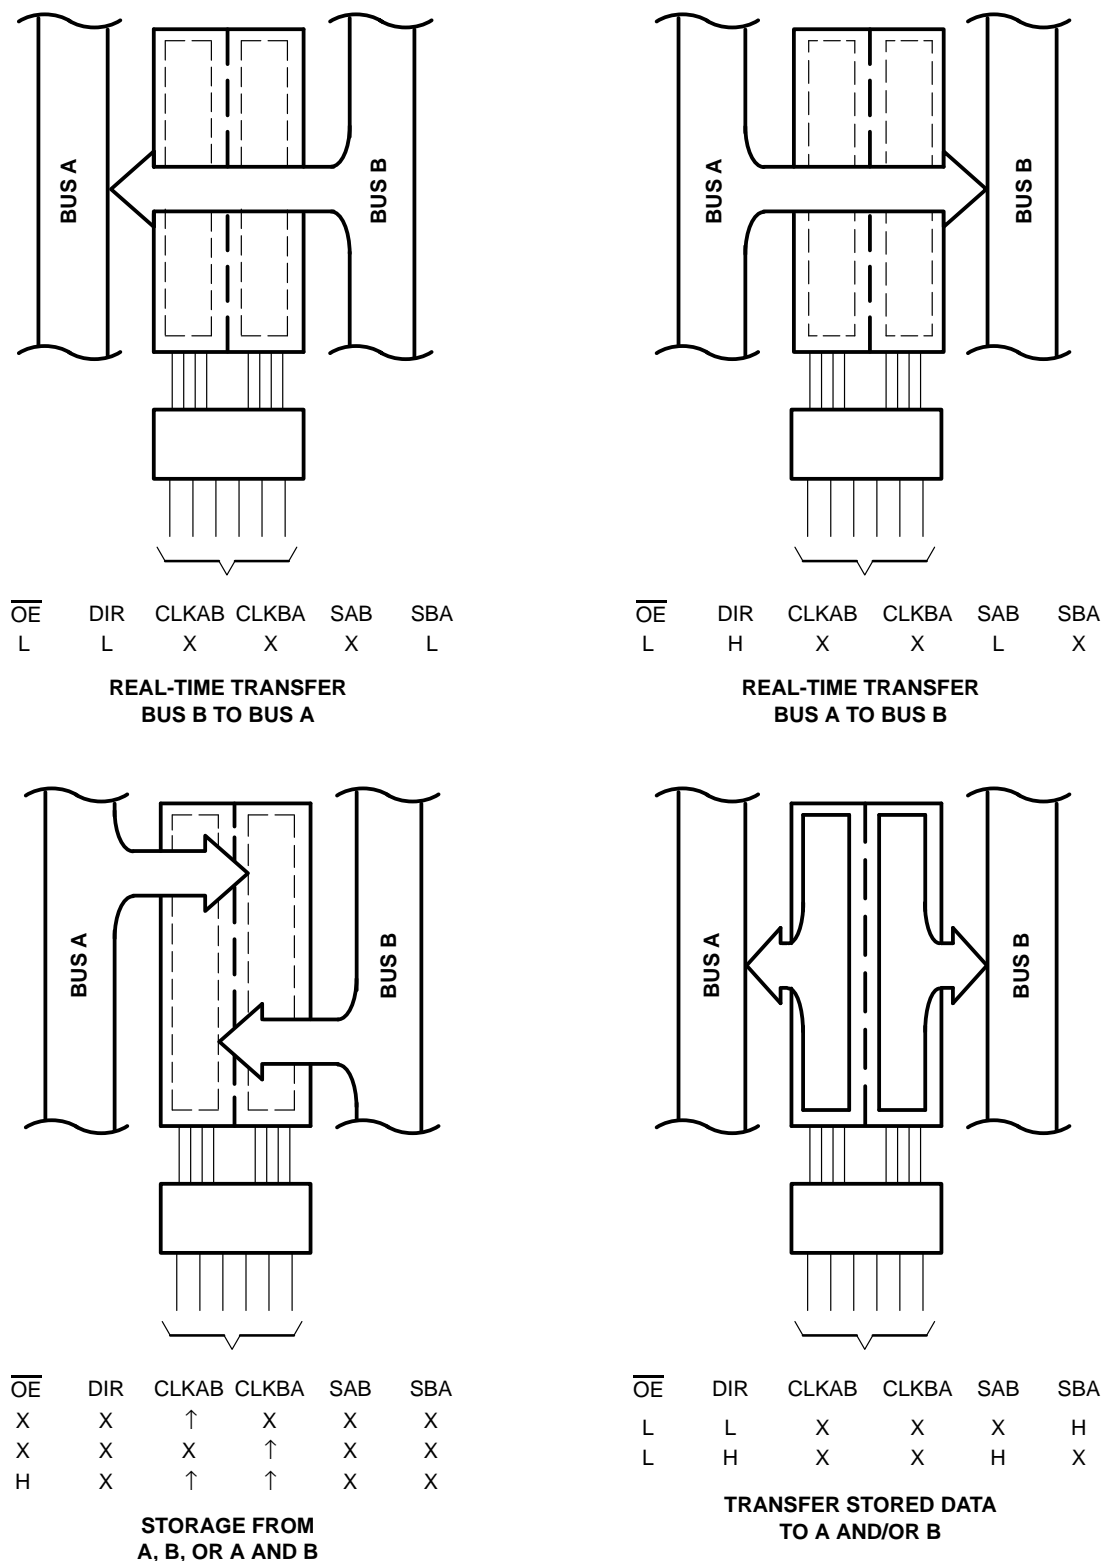 BUS A
BUS B
OE DIR CLKAB CLKBA SAB SBA
L L X X X L
REAL-TIME TRANSFER
BUS B TO BUS A
BUS A
BUS B
OE DIR CLKAB CLKBA SAB SBA
L H X X L X
REAL-TIME TRANSFER
BUS A TO BUS B
BUS A
BUS B
OE DIR CLKAB CLKBA SAB SBA
X X ↑ X X X
X X X ↑ X X
H X ↑ ↑ X X
STORAGE FROM
A, B, OR A AND B
BUS A
BUS B
OE DIR CLKAB CLKBA SAB SBA
L L X X X H
L H X X H X
TRANSFER STORED DATA
TO A AND/OR B